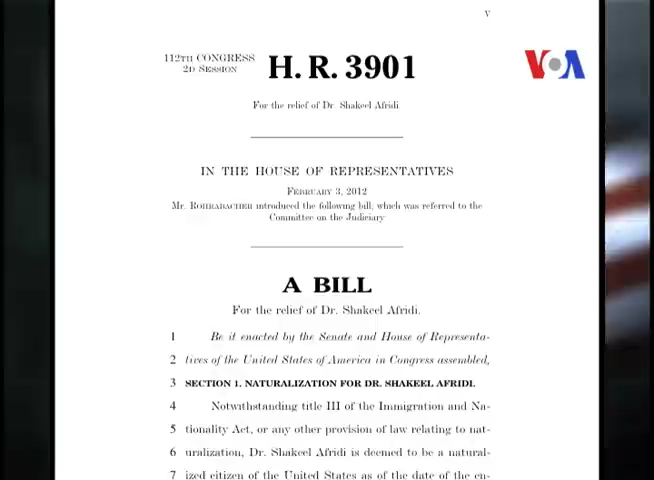 V
112TH CONGRESS
2D SESSION
H. R. 3901
VOA
For the relief of Dr. Shakeel Afridi.
IN THE HOUSE OF REPRESENTATIVES
FEBRUARY 3, 2012
Mr. ROHRABACHER introduced the following bill; which was referred to the
Committee on the Judiciary
A BILL
For the relief of Dr. Shakeel Afridi.
1 Be it enacted by the Senate and House of Representa-
2 tives of the United States of America in Congress assembled,
3 SECTION 1. NATURALIZATION FOR DR. SHAKEEL AFRIDI.
4 Notwithstanding title III of the Immigration and Na-
5 tionality Act, or any other provision of law relating to nat-
6 uralization, Dr. Shakeel Afridi is deemed to be a natural-
7 ized citizen of the United States as of the date of the en-